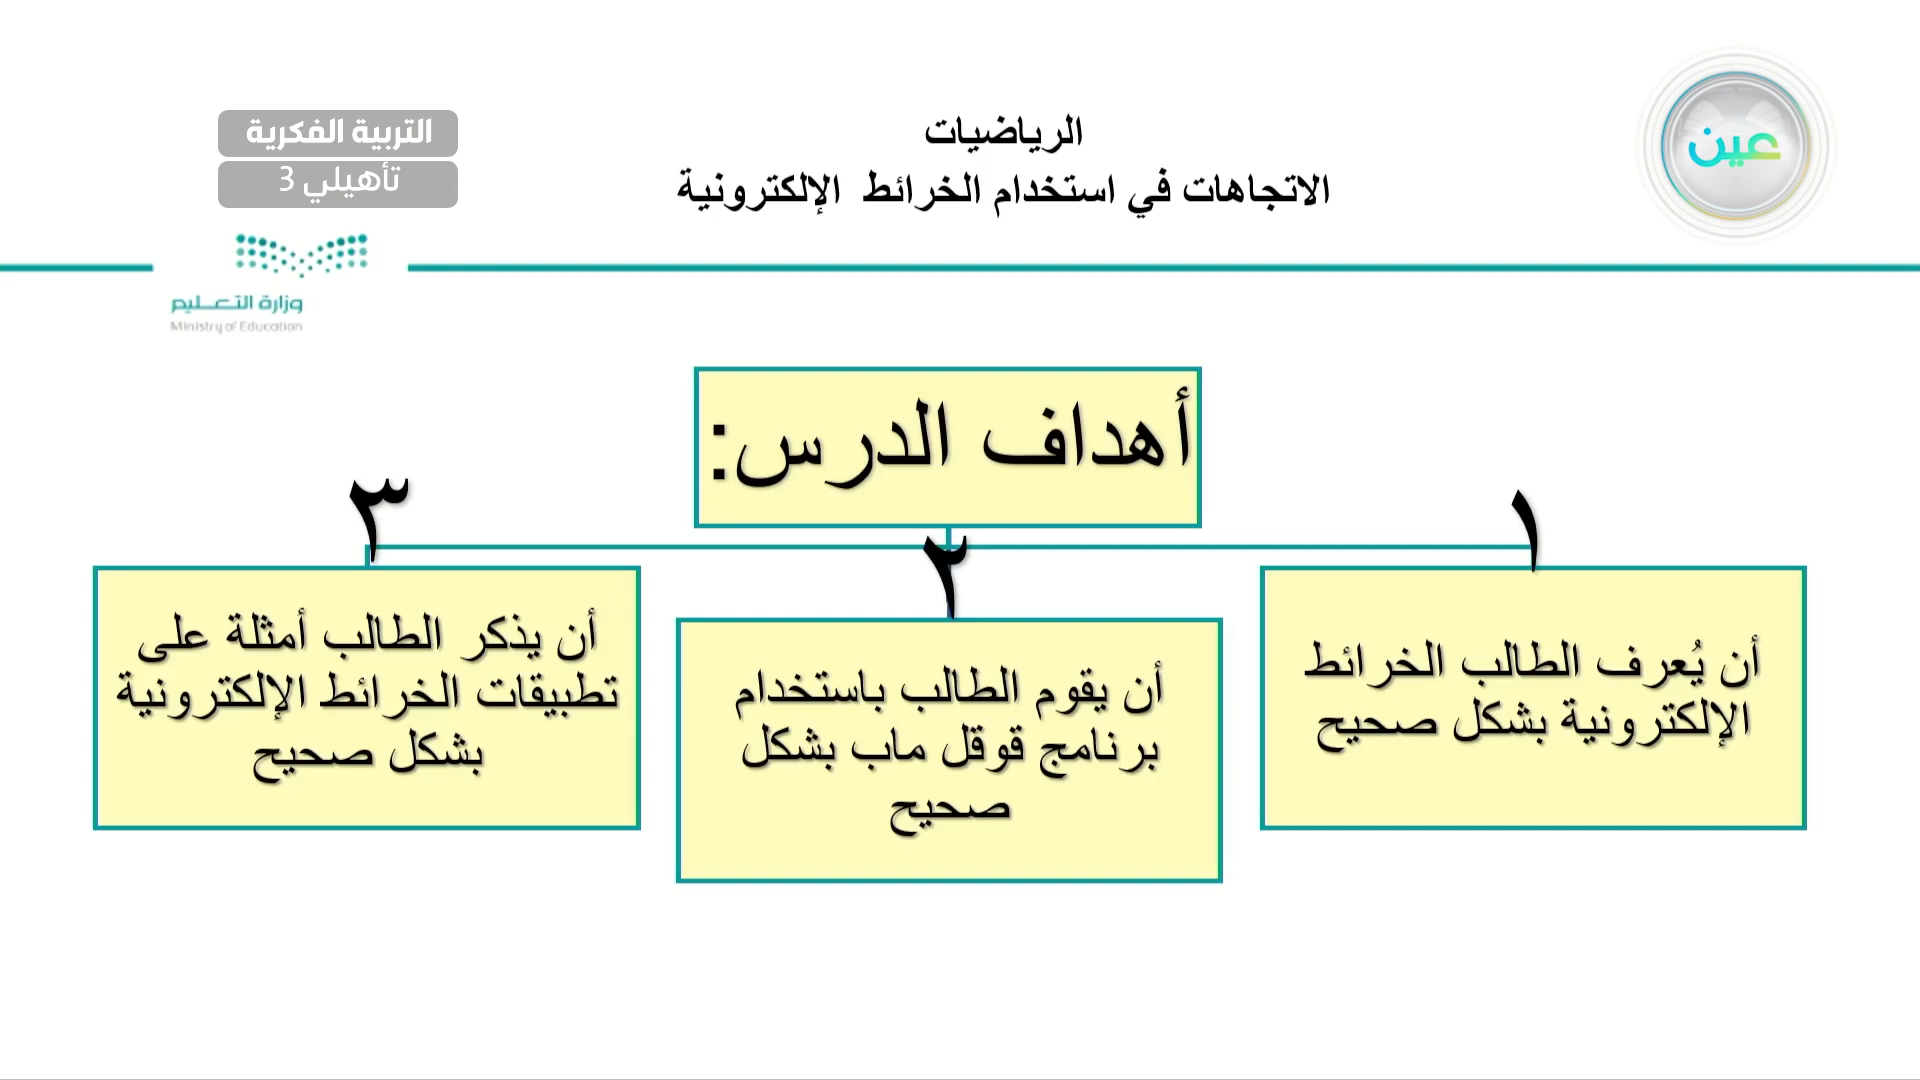 عين
الرياضيات
الاتجاهات في استخدام الخرائط الإلكترونية
التربية الفكرية
تأهيلي 3
وزارة التعليم
Ministry of Education
أهداف الدرس:
١
أن يُعرف الطالب الخرائط
الإلكترونية بشكل صحيح
٢
أن يقوم الطالب باستخدام
برنامج قوقل ماب بشكل
صحيح
٣
أن يذكر الطالب أمثلة على
تطبيقات الخرائط الإلكترونية
بشكل صحيح